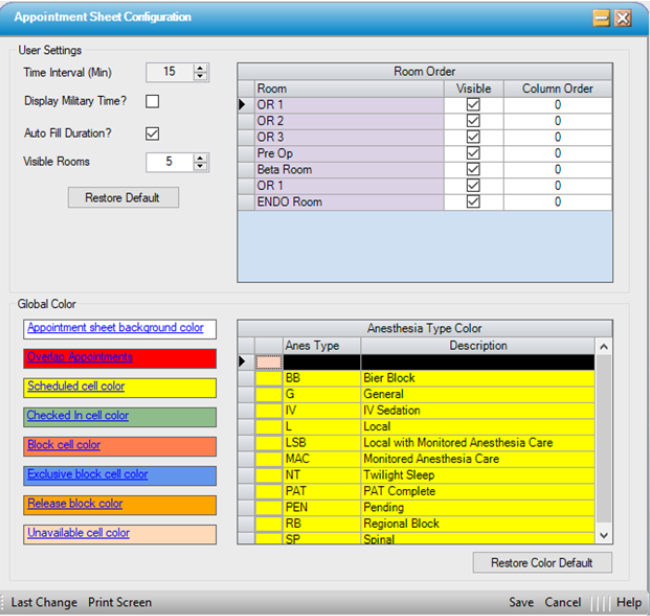 Appointment Sheet Configuration
User Settings
Time Interval (Min) 15
Display Military Time?
Auto Fill Duration?
Visible Rooms 5
Restore Default
Room Order
Room Visible Column Order
OR 1 0
OR 2 0
OR 3 0
Pre Op 0
Beta Room 0
OR 1 0
ENDO Room 0
Global Color
Appointment sheet background color
Overlap Appointments
Scheduled cell color
Checked In cell color
Block cell color
Exclusive block cell color
Release block color
Unavailable cell color
Anesthesia Type Color
Anes Type Description
BB Bier Block
G General
IV IV Sedation
L Local
LSB Local with Monitored Anesthesia Care
MAC Monitored Anesthesia Care
NT Twilight Sleep
PAT PAT Complete
PEN Pending
RB Regional Block
SP Spinal
Restore Color Default
Last Change Print Screen Save Cancel Help